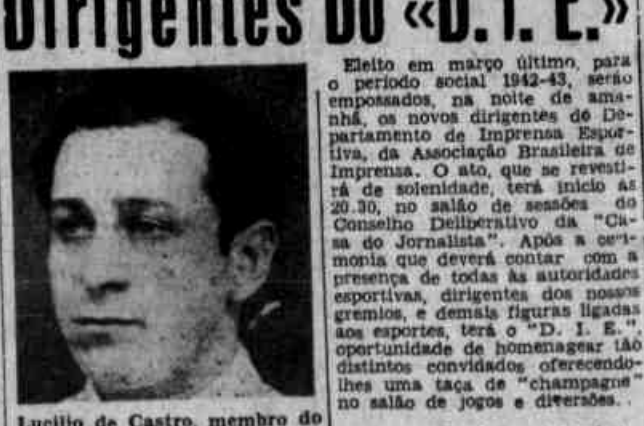 Dirigentes Do «D. I. E.»
Eleito em março último, para
o periodo social 1942-43, serão
empossados, na noite de ama-
nhã, os novos dirigentes do De-
partamento de Imprensa Espor-
tiva, da Associação Brasileira de
Imprensa. O ato, que se revesti-
rá de solenidade, terá inicio às
20.30, no salão de sessões do
Conselho Deliberativo da "Ca-
sa do Jornalista". Após a ceri-
monia que deverá contar com a
presença de todas às autoridades
esportivas, dirigentes dos nossos
gremios, e demais figuras ligadas
aos esportes, terá o "D. I. E."
oportunidade de homenagear tão
distintos convidados oferecendo-
lhes uma taça de "champagne"
no salão de jogos e diversões.
Lucilio de Castro, membro do